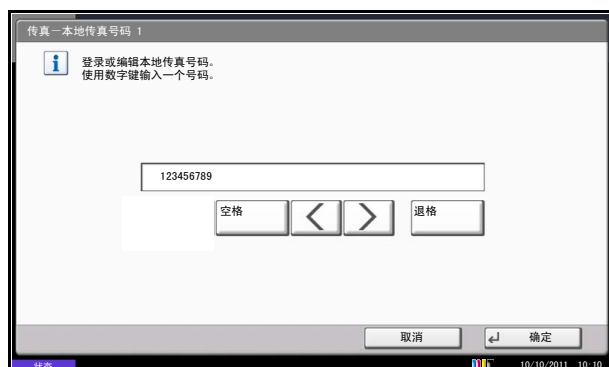 传真－本地传真号码 1
登录或编辑本地传真号码。
使用数字键输入一个号码。
123456789
空格
退格
取消
确定
状态
10/10/2011 10:10